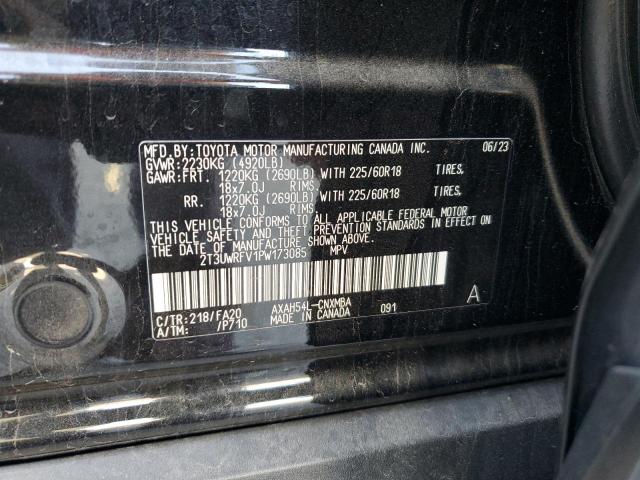 MFD.BY:TOYOTA MOTOR MANUFACTURING CANADA INC. 06/23
GVWR:2230KG (4920LB)
GAWR:FRT. 1220KG (2690LB) WITH 225/60R18 TIRES,
18x7.0J RIMS,
RR. 1220KG (2690LB) WITH 225/60R18 TIRES,
18x7.0J RIMS,
THIS VEHICLE CONFORMS TO ALL APPLICABLE FEDERAL MOTOR
VEHICLE SAFETY AND THEFT PREVENTION STANDARDS IN EFFECT ON
THE DATE OF MANUFACTURE SHOWN ABOVE.
2T3UWRFV1PW173085 MPV
C/TR:218/FA20 AXAH54L-CNXMBA 091 A
A/TM: /P710 MADE IN CANADA